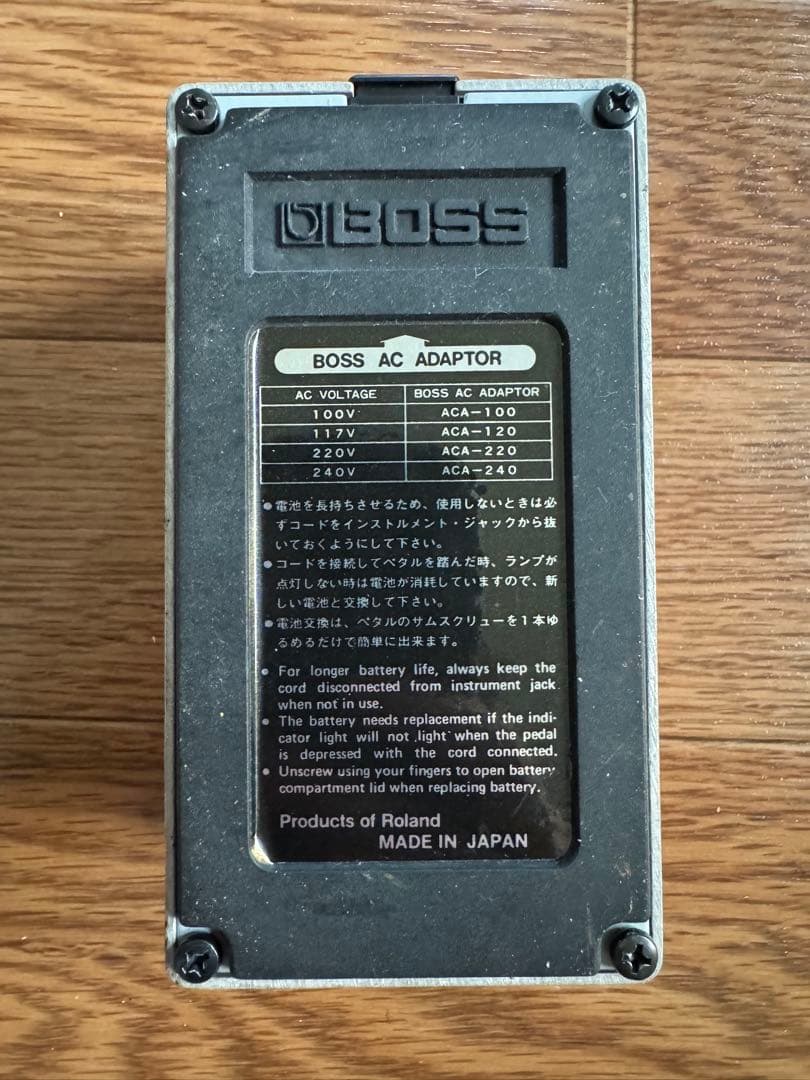 BOSS
BOSS AC ADAPTOR
AC VOLTAGE BOSS AC ADAPTOR
100V ACA-100
117V ACA-120
220V ACA-220
240V ACA-240
●電池を長持ちさせるため、使用しないときは必
ずコードをインストルメント・ジャックから抜
いておくようにして下さい。
●コードを接続してペタルを踏んだ時、ランプが
点灯しない時は電池が消耗していますので、新
しい電池と交換して下さい。
●電池交換は、ペタルのサムスクリューを1本ゆ
るめるだけで簡単に出来ます。
● For longer battery life, always keep the
cord disconnected from instrument jack
when not in use.
● The battery needs replacement if the indi-
cator light will not light when the pedal
is depressed with the cord connected.
● Unscrew using your fingers to open battery
compartment lid when replacing battery.
Products of Roland
MADE IN JAPAN